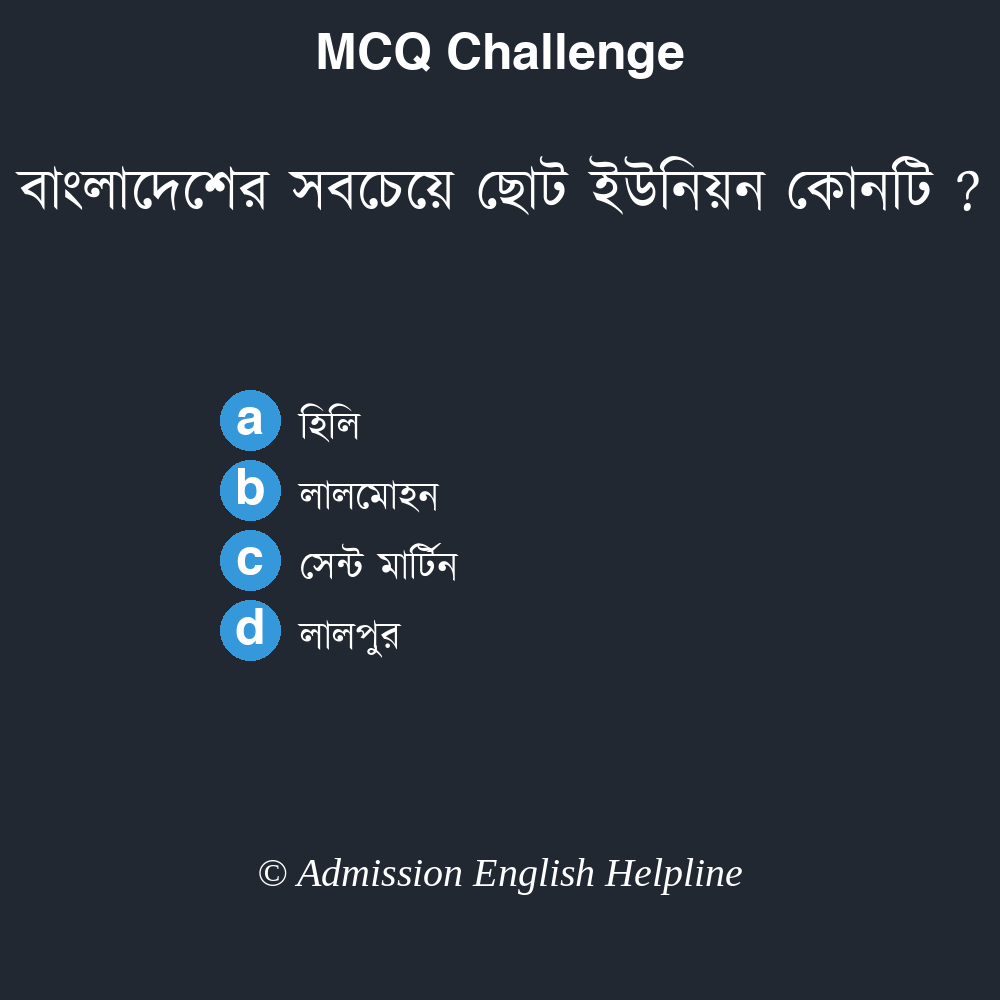 MCQ Challenge
বাংলাদেশের সবচেয়ে ছোট ইউনিয়ন কোনটি ?
a হিলি
b লালমোহন
c সেন্ট মার্টিন
d লালপুর
© Admission English Helpline